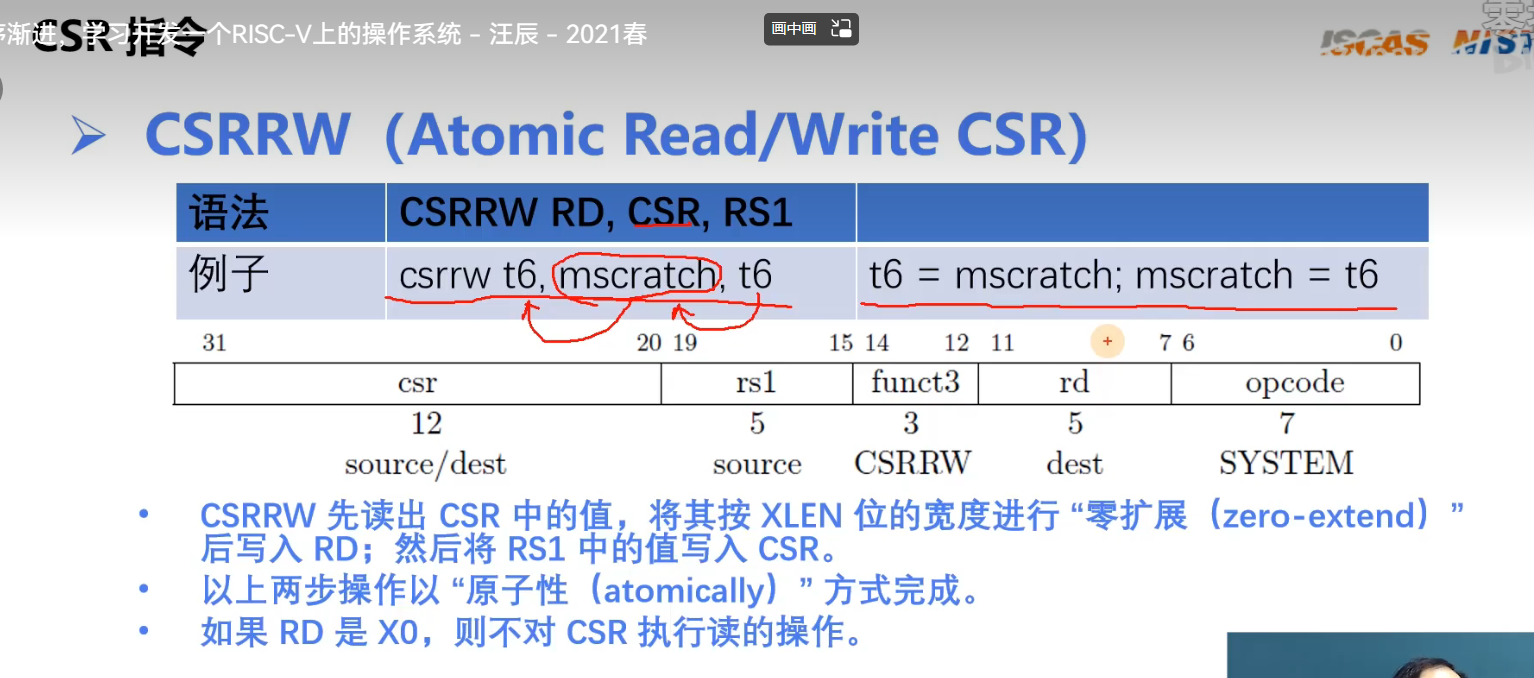 序渐进，学习开发一个RISC-V上的操作系统 - 汪辰 - 2021春
画中画
CSR 指令
ISCAS
CSRRW (Atomic Read/Write CSR)
语法 CSRRW RD, CSR, RS1
例子 csrrw t6, mscratch, t6 t6 = mscratch; mscratch = t6
31 20 19 15 14 12 11 7 6 0
csr rs1 funct3 rd opcode
12 5 3 5 7
source/dest source CSRRW dest SYSTEM
• CSRRW 先读出 CSR 中的值，将其按 XLEN 位的宽度进行 “零扩展（zero-extend）”
后写入 RD；然后将 RS1 中的值写入 CSR。
• 以上两步操作以 “原子性（atomically）” 方式完成。
• 如果 RD 是 X0，则不对 CSR 执行读的操作。